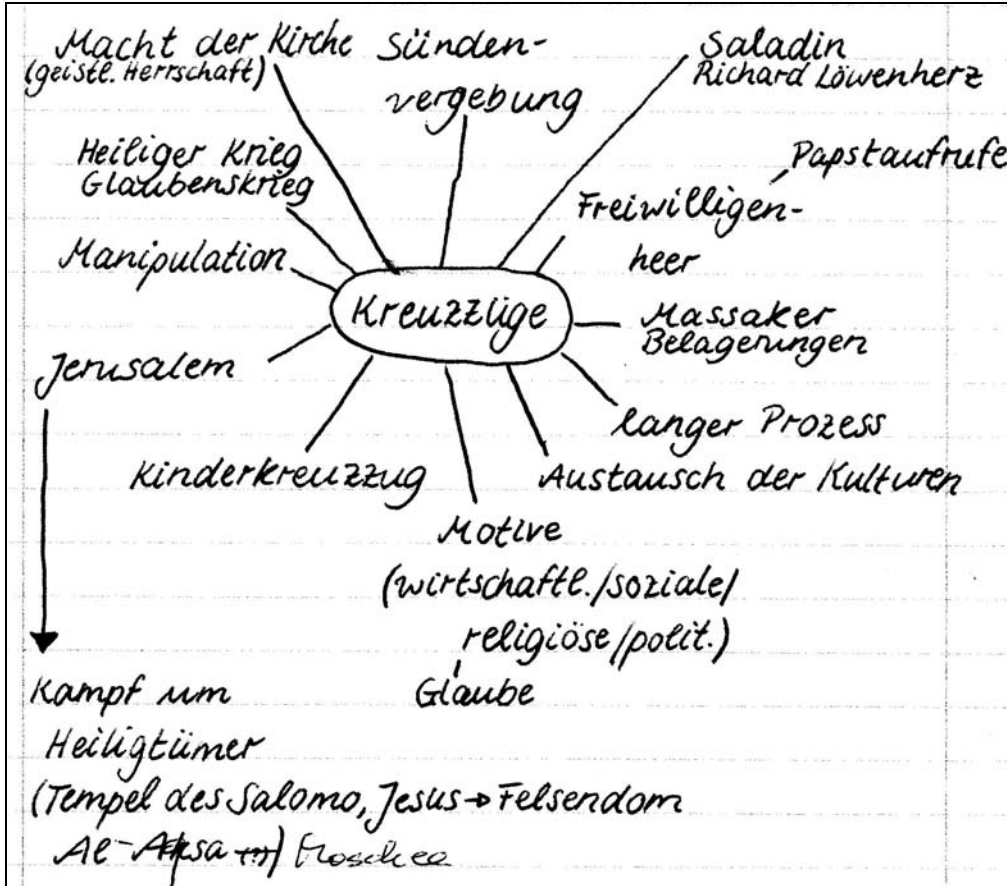 Macht der Kirche
(geistl. Herrschaft)
Sünden-
vergebung
Saladin
Richard Löwenherz
Heiliger Krieg
Glaubenskrieg
Papstaufrufe
Freiwilligen-
heer
Manipulation
Kreuzzüge
Massaker
Belagerungen
Jerusalem
langer Prozess
Kinderkreuzzug
Austausch der Kulturen
Motive
(wirtschaftl./soziale/
religiöse/polit.)
Glaube
Kampf um
Heiligtümer
(Tempel des Salomo, Jesus → Felsendom
Al-Aksa Moschee